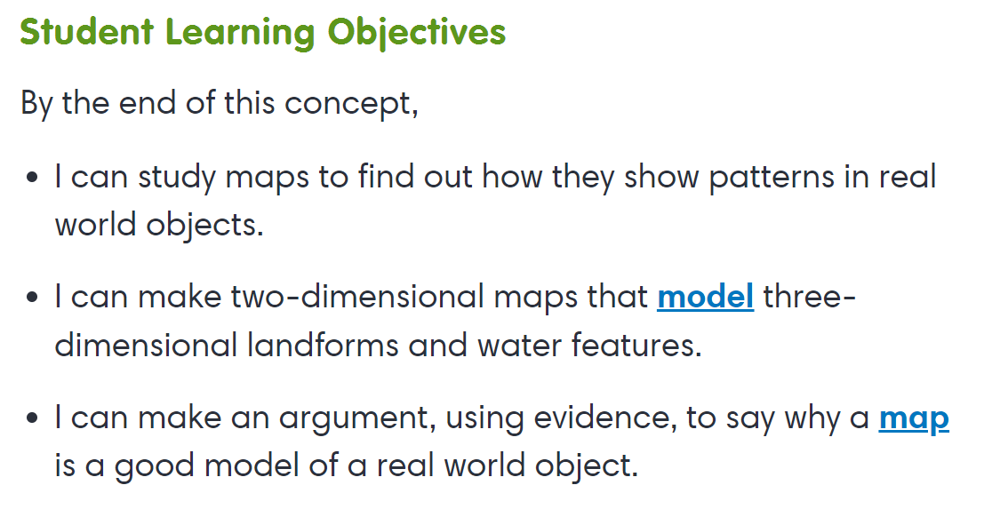 Student Learning Objectives
By the end of this concept,
• I can study maps to find out how they show patterns in real
world objects.
• I can make two-dimensional maps that model three-
dimensional landforms and water features.
• I can make an argument, using evidence, to say why a map
is a good model of a real world object.